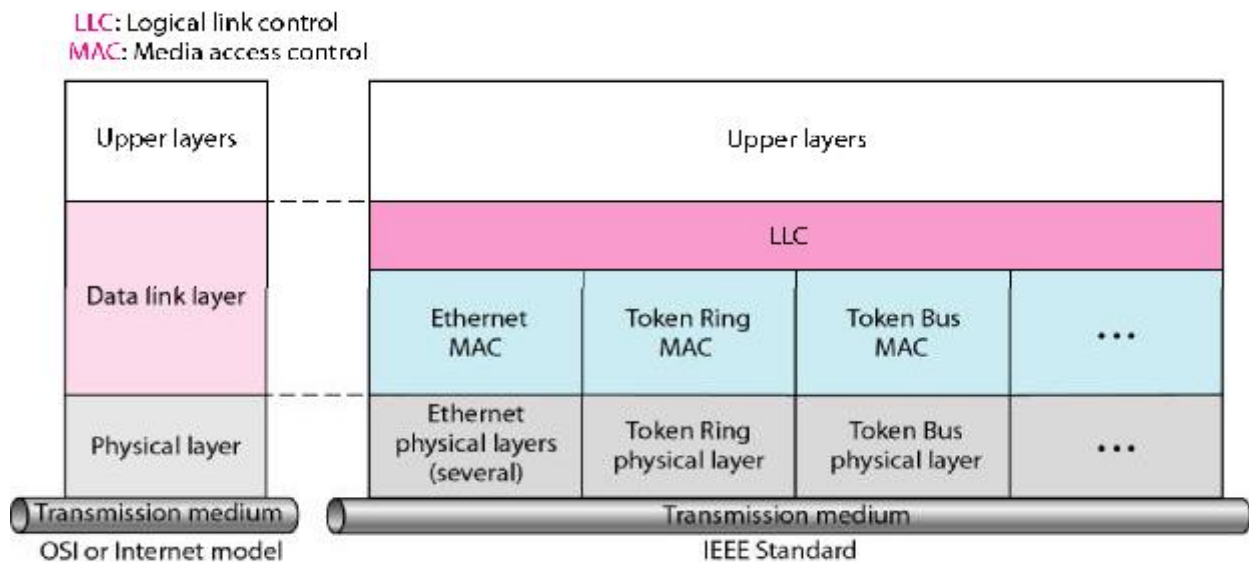 LLC: Logical link control
MAC: Media access control
Upper layers
Data link layer
Physical layer
Transmission medium
OSI or Internet model
Upper layers
LLC
Ethernet
MAC
Token Ring
MAC
Token Bus
MAC
•••
Ethernet
physical layers
(several)
Token Ring
physical layer
Token Bus
physical layer
•••
Transmission medium
IEEE Standard